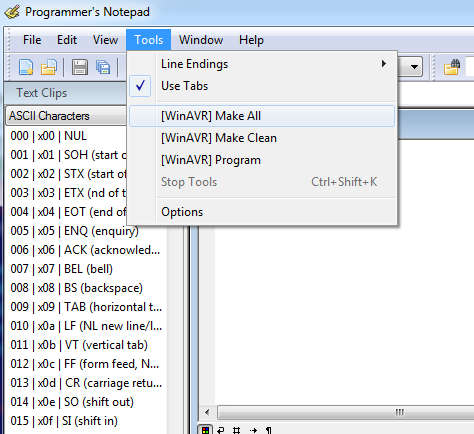 Programmer's Notepad
File Edit View Tools Window Help
Line Endings
Use Tabs
[WinAVR] Make All
[WinAVR] Make Clean
[WinAVR] Program
Stop Tools Ctrl+Shift+K
Options
Text Clips
ASCII Characters
000 | x00 | NUL
001 | x01 | SOH (start of
002 | x02 | STX (start of
003 | x03 | ETX (nd of t
004 | x04 | EOT (end of
005 | x05 | ENQ (enquiry)
006 | x06 | ACK (acknowled...
007 | x07 | BEL (bell)
008 | x08 | BS (backspace)
009 | x09 | TAB (horizontal t...
010 | x0a | LF (NL new line/l...
011 | x0b | VT (vertical tab)
012 | x0c | FF (form feed, N...
013 | x0d | CR (carriage retu...
014 | x0e | SO (shift out)
015 | x0f | SI (shift in)